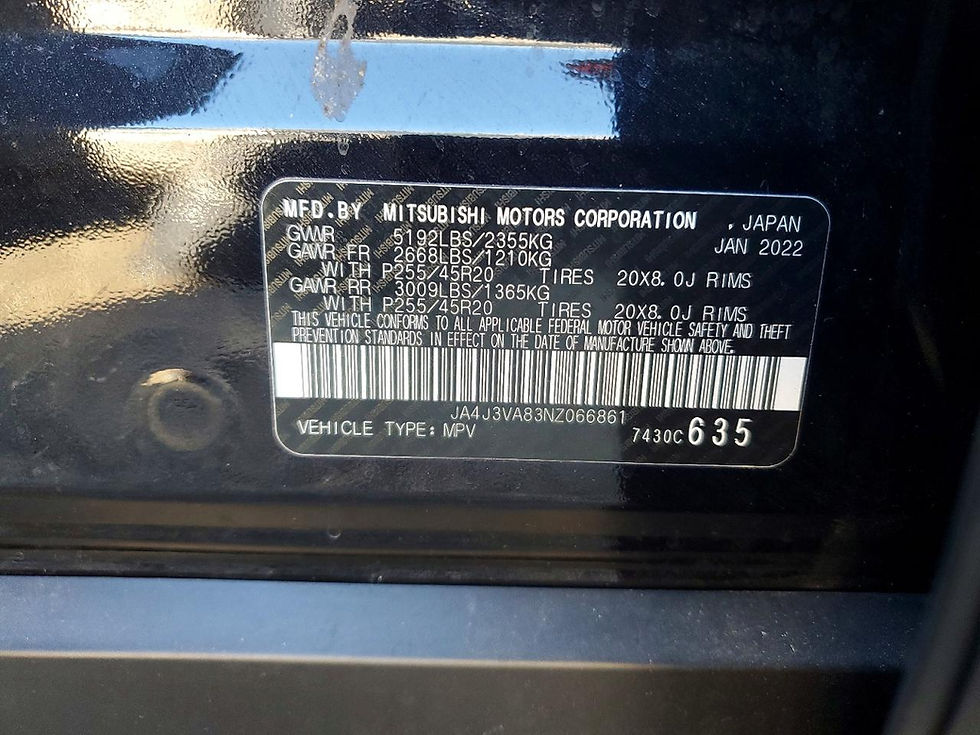 MFD.BY MITSUBISHI MOTORS CORPORATION , JAPAN
GVWR 5192LBS/2355KG JAN 2022
GAWR FR 2668LBS/1210KG
WITH P255/45R20 TIRES 20X8.0J RIMS
GAWR RR 3009LBS/1365KG
WITH P255/45R20 TIRES 20X8.0J RIMS
THIS VEHICLE CONFORMS TO ALL APPLICABLE FEDERAL MOTOR VEHICLE SAFETY AND THEFT
PREVENTION STANDARDS IN EFFECT ON THE DATE OF MANUFACTURE SHOWN ABOVE.
JA4J3VA83NZ066861
VEHICLE TYPE: MPV 7430C 635